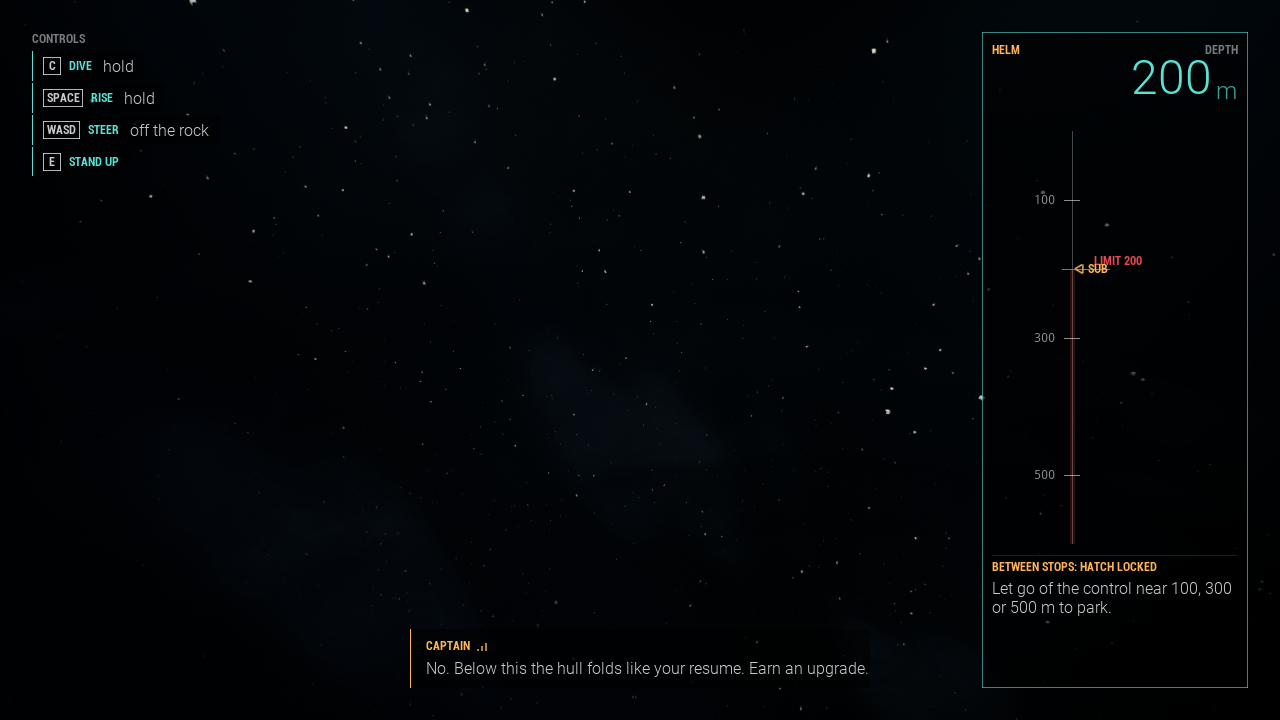 CONTROLS
C DIVE hold
SPACE RISE hold
WASD STEER off the rock
E STAND UP
HELM
DEPTH
200 m
100
LIMIT 200
SUB
300
500
BETWEEN STOPS: HATCH LOCKED
Let go of the control near 100, 300
or 500 m to park.
CAPTAIN
No. Below this the hull folds like your resume. Earn an upgrade.